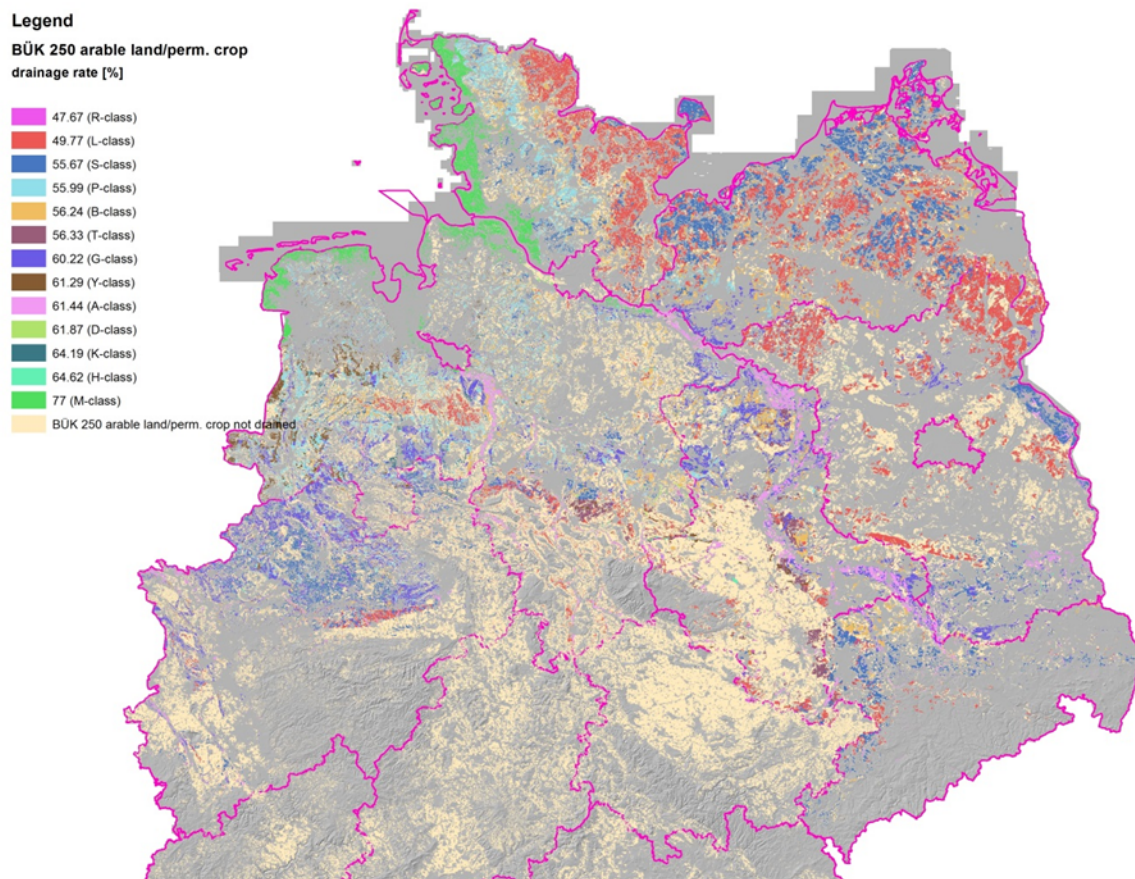 Legend
BÜK 250 arable land/perm. crop
drainage rate [%]
47.67 (R-class)
49.77 (L-class)
55.67 (S-class)
55.99 (P-class)
56.24 (B-class)
56.33 (T-class)
60.22 (G-class)
61.29 (Y-class)
61.44 (A-class)
61.87 (D-class)
64.19 (K-class)
64.62 (H-class)
77 (M-class)
BÜK 250 arable land/perm. crop not drained